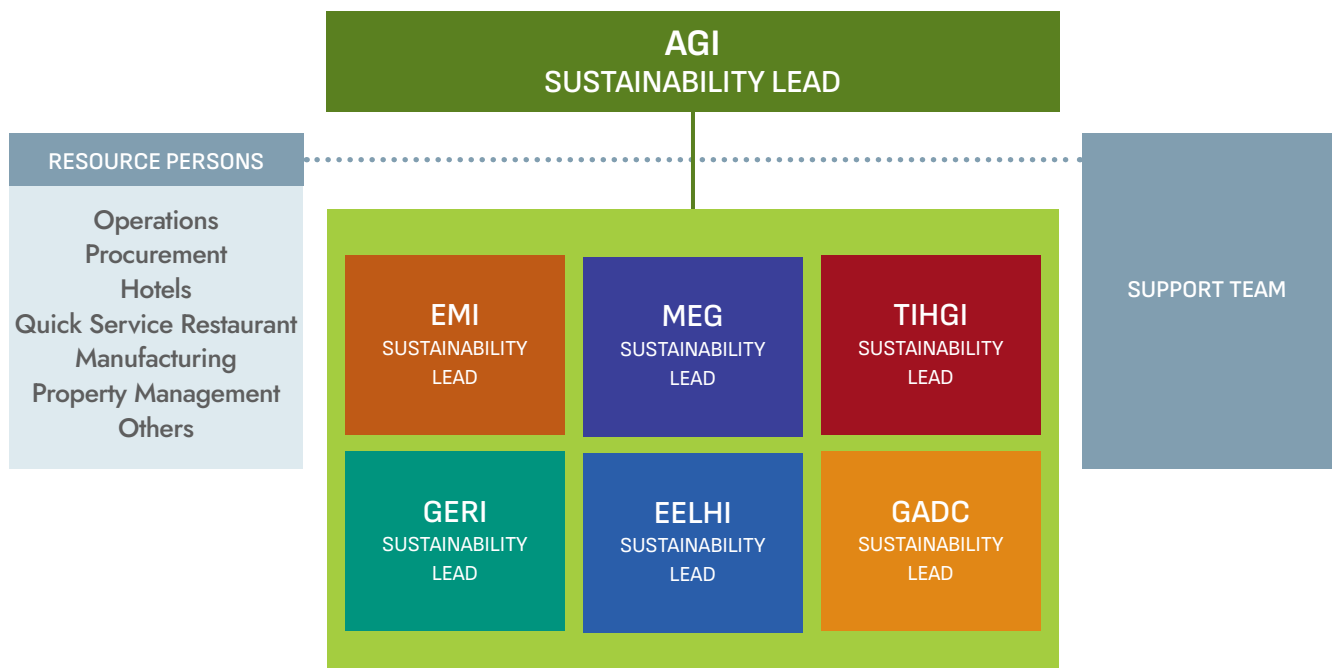 AGI
SUSTAINABILITY LEAD
RESOURCE PERSONS
Operations
Procurement
Hotels
Quick Service Restaurant
Manufacturing
Property Management
Others
EMI
SUSTAINABILITY
LEAD
MEG
SUSTAINABILITY
LEAD
TIHGI
SUSTAINABILITY
LEAD
GERI
SUSTAINABILITY
LEAD
EELHI
SUSTAINABILITY
LEAD
GADC
SUSTAINABILITY
LEAD
SUPPORT TEAM